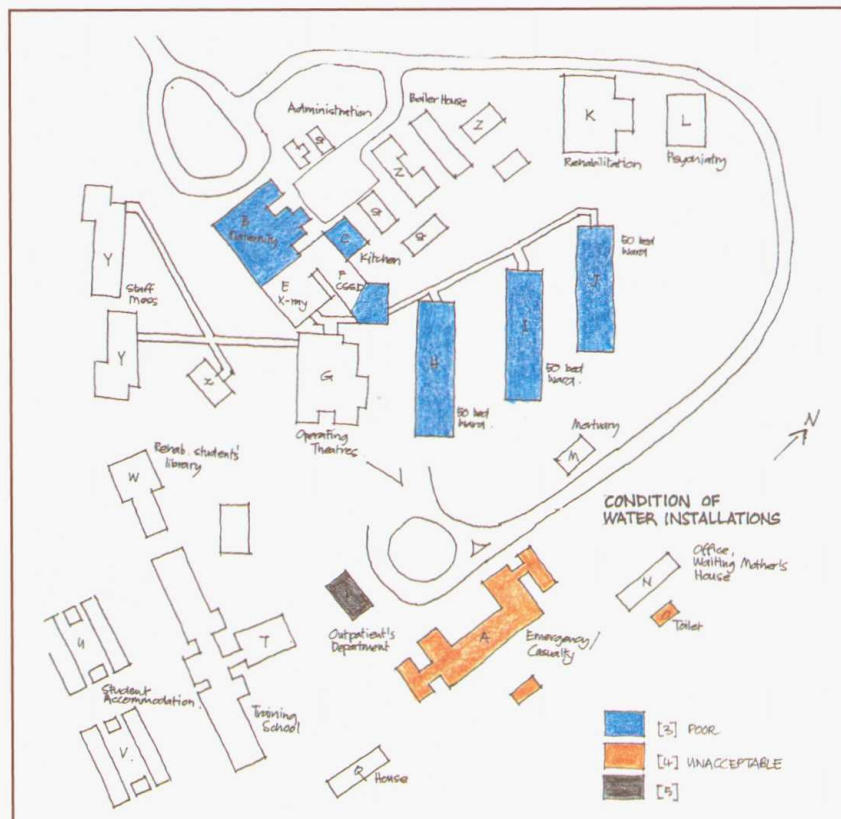 Administration
Boiler House
Z
Z
K
Rehabilitation
L
Psychiatry
B
Maternity
C
Kitchen
50 bed
Ward
Y
Staff
Mess
E
X-ray
F
CSSD
J
I
H
Y
G
50 bed
Ward.
50 bed
Ward.
Operating
Theatres
Mortuary
M
N
Rehab. students'
library
W
CONDITION OF
WATER INSTALLATIONS
Office,
Waiting Mother's
House
N
O
Toilet
Outpatient's
Department
A
Emergency/
Casualty
U
T
Student
Accommodation
Training
School
V.
Q
House
[3] POOR
[4] UNACCEPTABLE
[5]